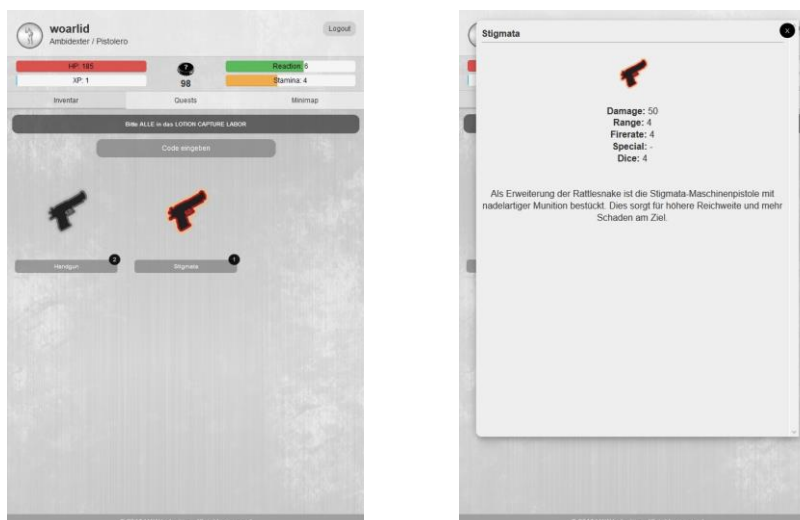 woarlid
Ambidexter / Pistolero
Logout
HP: 185
XP: 1
?
98
Reaction: 6
Stamina: 4
Inventar
Quests
Minimap
Bitte ALLE in das LOTION CAPTURE LABOR
Code eingeben
Handgun
2
Stigmata
1
Stigmata
X
Damage: 50
Range: 4
Firerate: 4
Special: -
Dice: 4
Als Erweiterung der Rattlesnake ist die Stigmata-Maschinenpistole mit
nadelartiger Munition bestückt. Dies sorgt für höhere Reichweite und mehr
Schaden am Ziel.